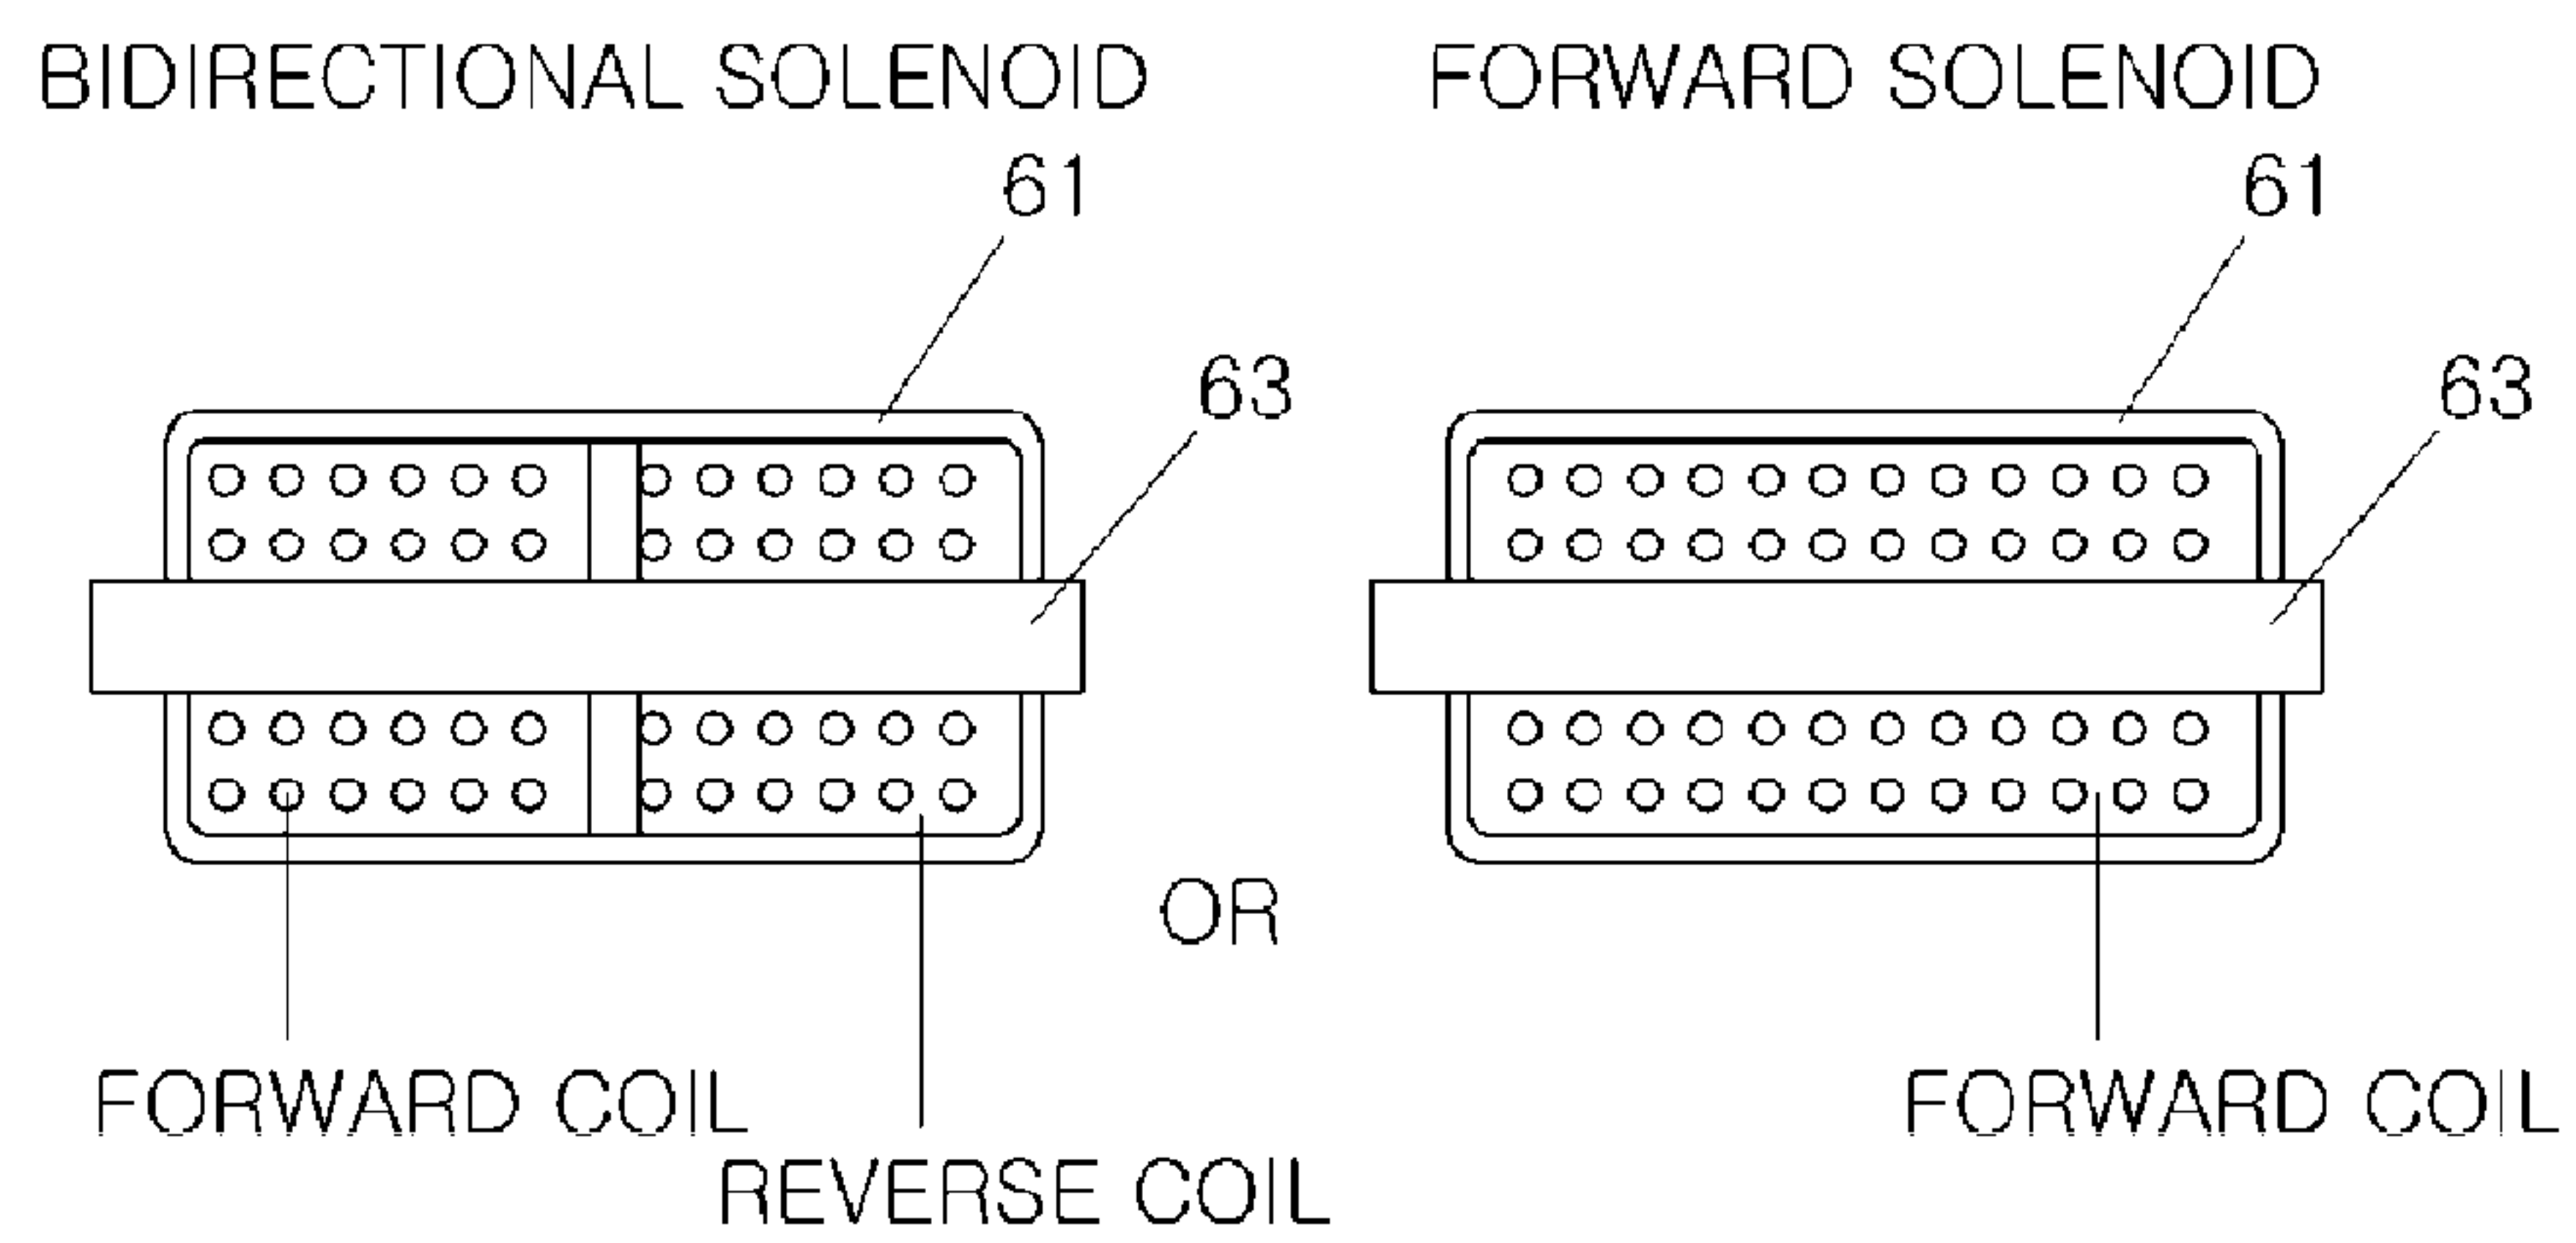 BIDIRECTIONAL SOLENOID
FORWARD SOLENOID
61
61
63
63
OR
FORWARD COIL
FORWARD COIL
REVERSE COIL